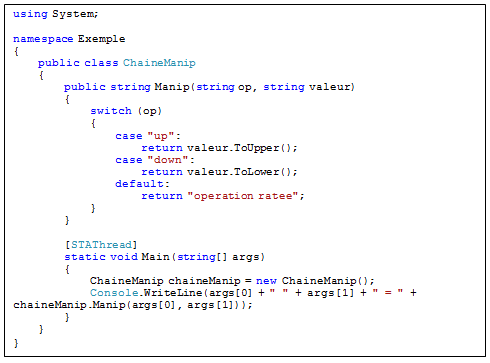 using System;
namespace Exemple
{
public class ChaineManip
{
public string Manip(string op, string valeur)
{
switch (op)
{
case "up":
return valeur.ToUpper();
case "down":
return valeur.ToLower();
default:
return "operation ratee";
}
}
[STAThread]
static void Main(string[] args)
{
ChaineManip chaineManip = new ChaineManip();
Console.WriteLine(args[0] + " " + args[1] + " = " +
chaineManip.Manip(args[0], args[1]));
}
}
}